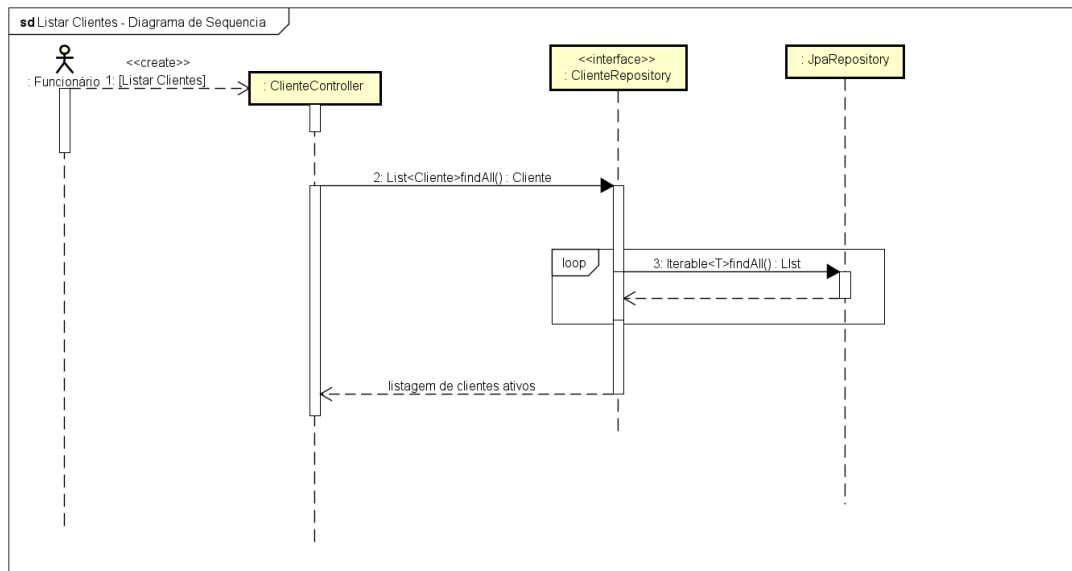 sd Listar Clientes - Diagrama de Sequencia
: Funcionário
<<create>>
1: [Listar Clientes]
: ClienteController
<<interface>>
: ClienteRepository
: JpaRepository
2: List<Cliente>findAll() : Cliente
loop
3: Iterable<T>findAll() : LIst
listagem de clientes ativos